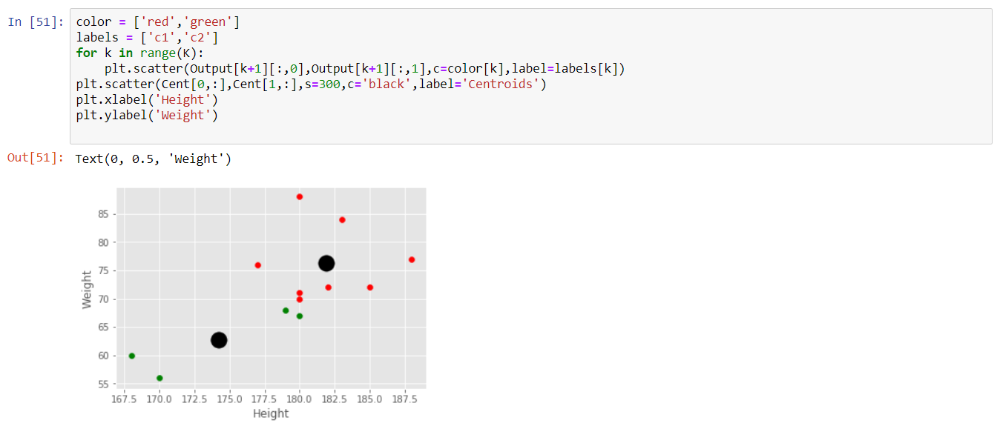 In [51]: color = ['red','green']
labels = ['c1','c2']
for k in range(K):
    plt.scatter(Output[k+1][:,0],Output[k+1][:,1],c=color[k],label=labels[k])
plt.scatter(Cent[0,:],Cent[1,:],s=300,c='black',label='Centroids')
plt.xlabel('Height')
plt.ylabel('Weight')
Out[51]: Text(0, 0.5, 'Weight')
85
80
75
70
65
60
55
Weight
167.5 170.0 172.5 175.0 177.5 180.0 182.5 185.0 187.5
Height